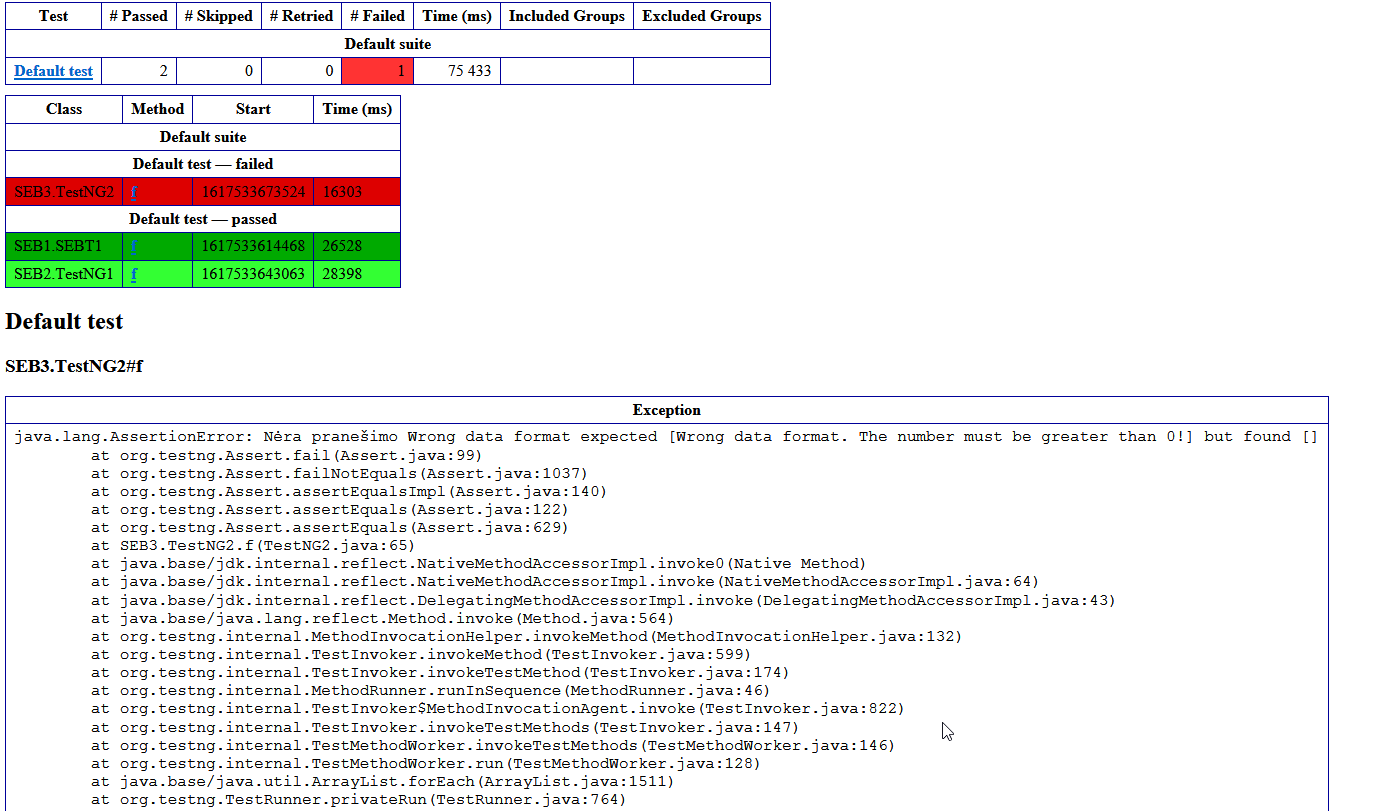 Test # Passed # Skipped # Retried # Failed Time (ms) Included Groups Excluded Groups
Default suite
Default test 2 0 0 1 75 433
Class Method Start Time (ms)
Default suite
Default test — failed
SEB3.TestNG2 f 1617533673524 16303
Default test — passed
SEB1.SEBT1 f 1617533614468 26528
SEB2.TestNG1 f 1617533643063 28398
Default test
SEB3.TestNG2#f
Exception
java.lang.AssertionError: Nėra pranešimo Wrong data format expected [Wrong data format. The number must be greater than 0!] but found []
at org.testng.Assert.fail(Assert.java:99)
at org.testng.Assert.failNotEquals(Assert.java:1037)
at org.testng.Assert.assertEqualsImpl(Assert.java:140)
at org.testng.Assert.assertEquals(Assert.java:122)
at org.testng.Assert.assertEquals(Assert.java:629)
at SEB3.TestNG2.f(TestNG2.java:65)
at java.base/jdk.internal.reflect.NativeMethodAccessorImpl.invoke0(Native Method)
at java.base/jdk.internal.reflect.NativeMethodAccessorImpl.invoke(NativeMethodAccessorImpl.java:64)
at java.base/jdk.internal.reflect.DelegatingMethodAccessorImpl.invoke(DelegatingMethodAccessorImpl.java:43)
at java.base/java.lang.reflect.Method.invoke(Method.java:564)
at org.testng.internal.MethodInvocationHelper.invokeMethod(MethodInvocationHelper.java:132)
at org.testng.internal.TestInvoker.invokeMethod(TestInvoker.java:599)
at org.testng.internal.TestInvoker.invokeTestMethod(TestInvoker.java:174)
at org.testng.internal.MethodRunner.runInSequence(MethodRunner.java:46)
at org.testng.internal.TestInvoker$MethodInvocationAgent.invoke(TestInvoker.java:822)
at org.testng.internal.TestInvoker.invokeTestMethods(TestInvoker.java:147)
at org.testng.internal.TestMethodWorker.invokeTestMethods(TestMethodWorker.java:146)
at org.testng.internal.TestMethodWorker.run(TestMethodWorker.java:128)
at java.base/java.util.ArrayList.forEach(ArrayList.java:1511)
at org.testng.TestRunner.privateRun(TestRunner.java:764)